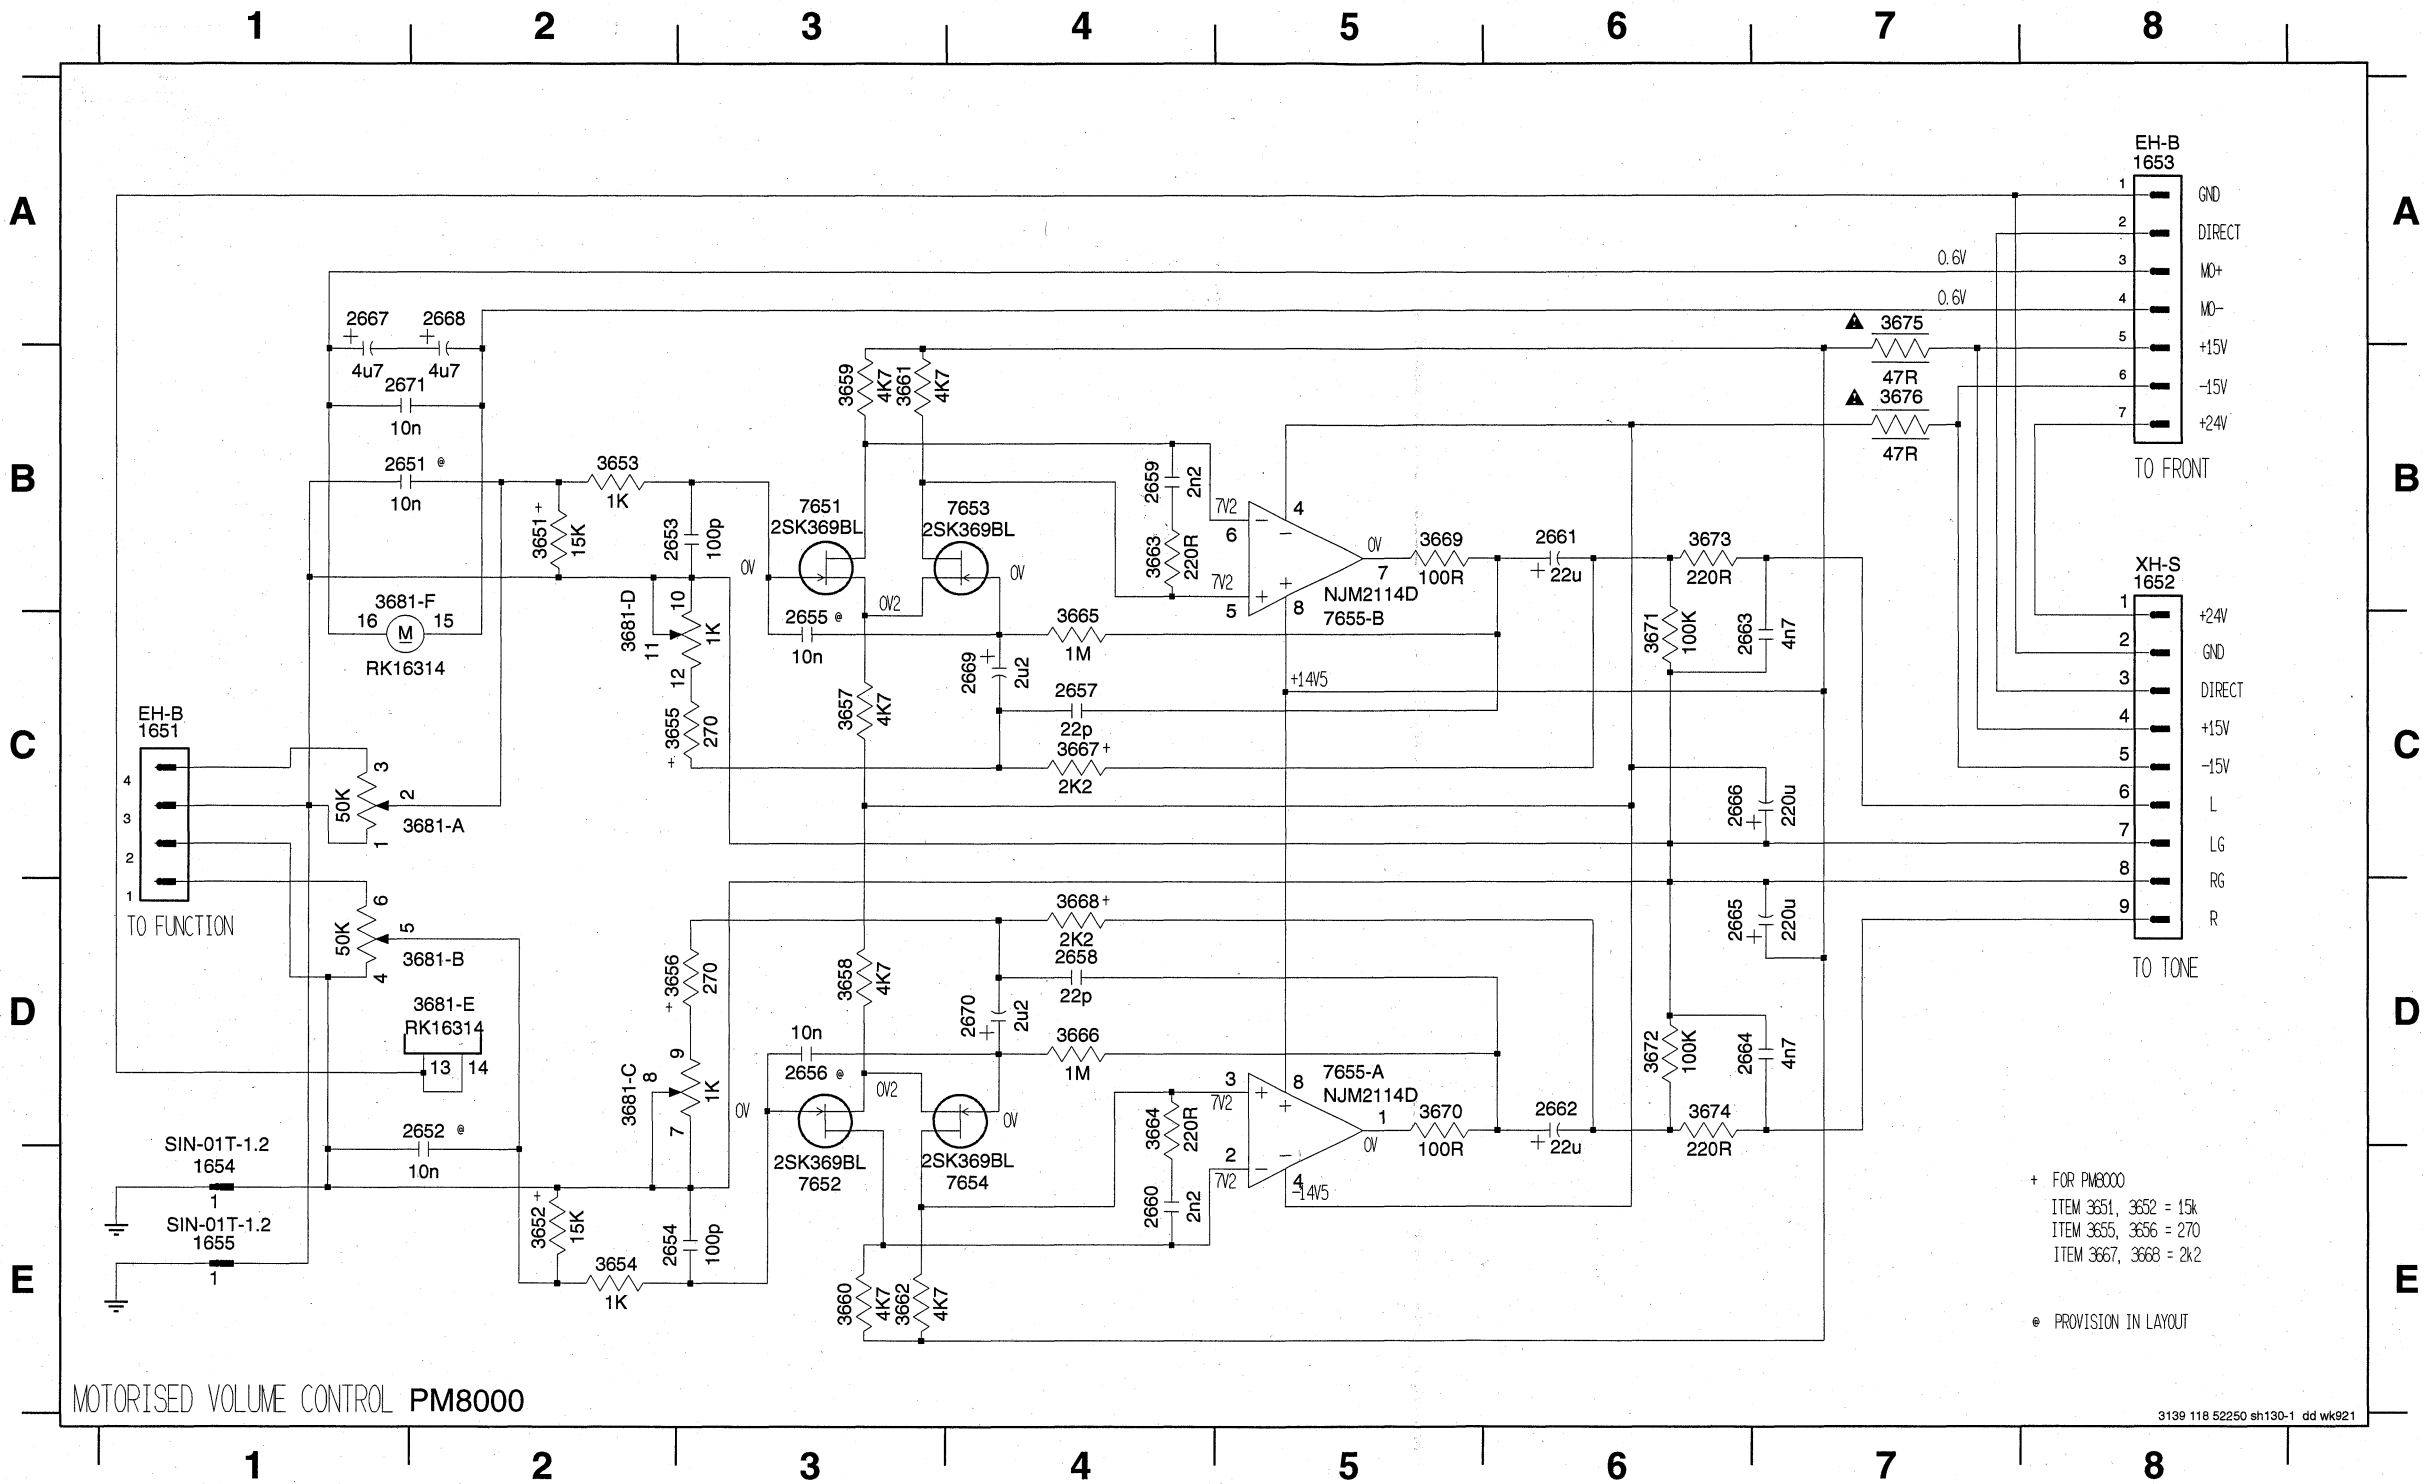 1 2 3 4 5 6 7 8
A A
EH-B
1653
1 GND
2 DIRECT
0.6V 3 MO+
0.6V 4 MO-
2667 2668 3675 5 +15V
+ + 4u7 4u7 47R
2671 3659 4K7 3661 4K7 3676 6 -15V
10n 47R 7 +24V
TO FRONT
B B
2651 @ 3653
10n 1K
3651 + 15K 2653 100p
7651 7653
2SK369BL 2SK369BL
2659 2n2 7V2 - 6 4
3663 220R 7V2 + 5 + 8
0V 7
NJM2114D
7655-B
3669 2661 3673
100R + 22u 220R
0V 0V 0V2
XH-S
1652
1 +24V
2 GND
3 DIRECT
4 +15V
5 -15V
6 L
7 LG
8 RG
9 R
TO TONE
3681-F
16 M 15
RK16314
3681-D 10 11 12 1K
2655 @ 3665
10n 1M
2669 + 2u2
3671 100K 2663 4n7
+14V5
2657
22p
3667 +
2K2
3655 + 270
3657 4K7
C C
EH-B
1651
4
3
2
1
TO FUNCTION
50K 3 2 1
3681-A
2666 + 220u
50K 6 5 4
3681-B
2665 + 220u
3668 +
2K2
2658
22p
3656 + 270
3658 4K7
2670 + 2u2
D D
3681-E
RK16314
13 14
10n 3666
2656 @ 1M
3681-C 9 8 7 1K
0V2 0V 0V
3672 100K 2664 4n7
2SK369BL 2SK369BL
7652 7654
3 + 7V2 + 8
7655-A
NJM2114D
1 0V
3664 220R
2 - 7V2 - 4
-14V5
2660 2n2
3670 2662 3674
100R + 22u 220R
2652 @
10n
SIN-01T-1.2
1654
1
SIN-01T-1.2
1655
1
3652 + 15K 2654 100p
3654
1K
3660 4K7 3662 4K7
E E
+ FOR PM8000
ITEM 3651, 3652 = 15k
ITEM 3655, 3656 = 270
ITEM 3667, 3668 = 2k2
@ PROVISION IN LAYOUT
MOTORISED VOLUME CONTROL PM8000
3139 118 52250 sh130-1 dd wk921
1 2 3 4 5 6 7 8